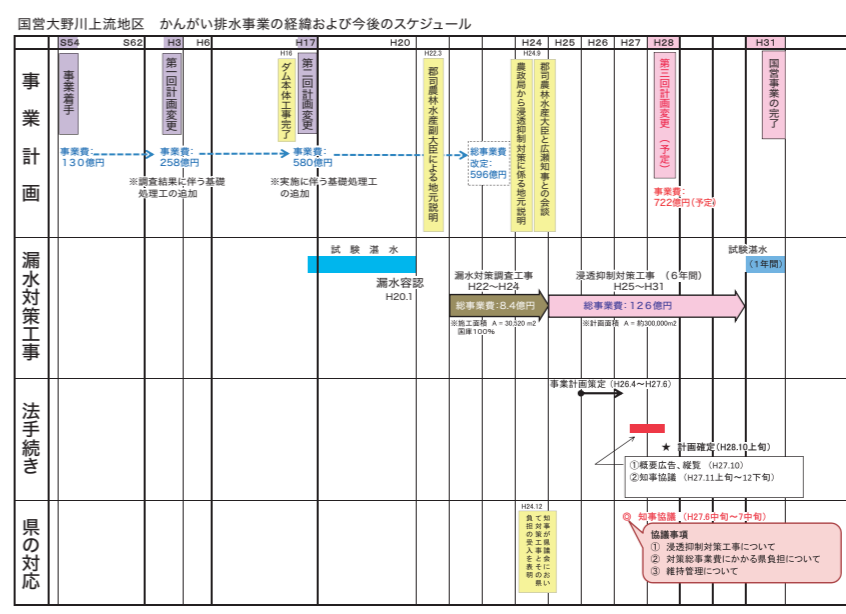 国営大野川上流地区　かんがい排水事業の経緯および今後のスケジュール
S54
S62
H3
H6
H17
H20
H24
H25
H26
H27
H28
H31
事業計画
事業着手
第一回計画変更
H16
ダム本体工事完了
第二回計画変更
H22.3
郡司農林水産副大臣による地元説明
H24.9
農政局から浸透抑制対策に係る地元説明
郡司農林水産大臣と広瀬知事との会談
第三回計画変更（予定）
国営事業の完了
事業費：
130億円
事業費：
258億円
事業費：
580億円
総事業費
改定：
596億円
事業費：
722億円(予定)
※調査結果に伴う基礎
処理工の追加
※実施に伴う基礎処理工
の追加
漏水対策工事
試験湛水
漏水容認
H20.1
漏水対策調査工事
H22～H24
総事業費：8.4億円
※施工面積 A = 30,520 m2
国庫100%
浸透抑制対策工事　（6年間）
H25～H31
総事業費：126億円
※計画面積 A = 約300,000m2
試験湛水
(1年間)
法手続き
事業計画策定（H26.4～H27.6）
★ 計画確定(H28.10上旬)
①概要広告、縦覧　（H27.10）
②知事協議　（H27.11上旬～12下旬）
県の対応
H24.12
知事が県議会におい
て対策工事とその県
負担の受入を表明
◎ 知事協議（H27.6中旬～7中旬）
協議事項
① 浸透抑制対策工事について
② 対策総事業費にかかる県負担について
③ 維持管理について